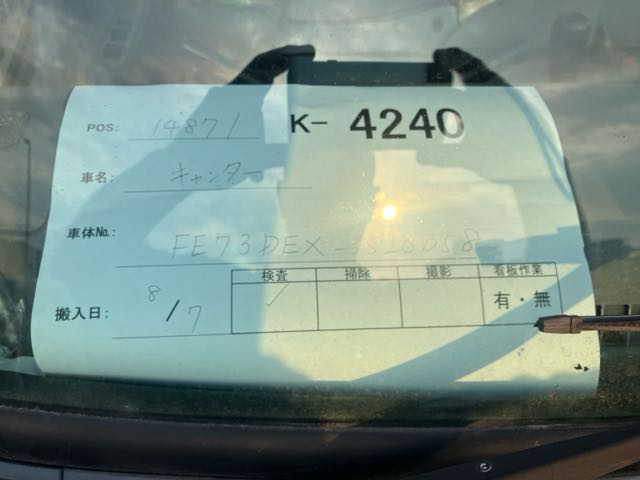 POS: 14871 K- 4240
車名: キャンター
車体No.: FE73DEX-520058
検査 掃除 撮影 看板作業
搬入日: 8/7 ✓ 有・無